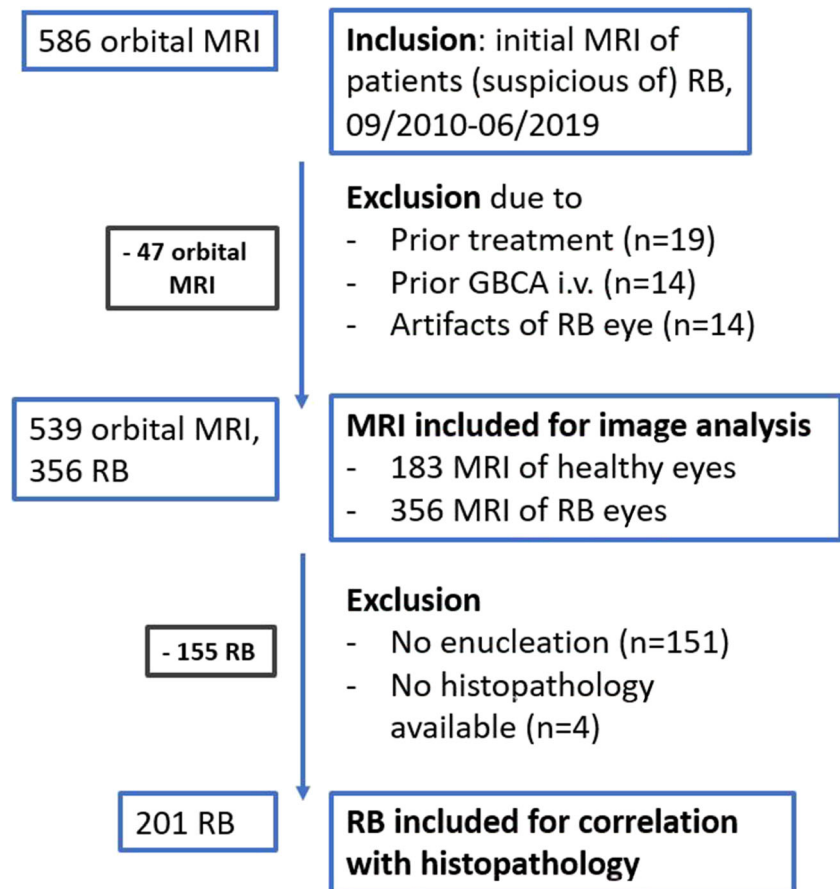 586 orbital MRI
Inclusion: initial MRI of
patients (suspicious of) RB,
09/2010-06/2019
- 47 orbital
MRI
Exclusion due to
- Prior treatment (n=19)
- Prior GBCA i.v. (n=14)
- Artifacts of RB eye (n=14)
539 orbital MRI,
356 RB
MRI included for image analysis
- 183 MRI of healthy eyes
- 356 MRI of RB eyes
- 155 RB
Exclusion
- No enucleation (n=151)
- No histopathology
available (n=4)
201 RB
RB included for correlation
with histopathology